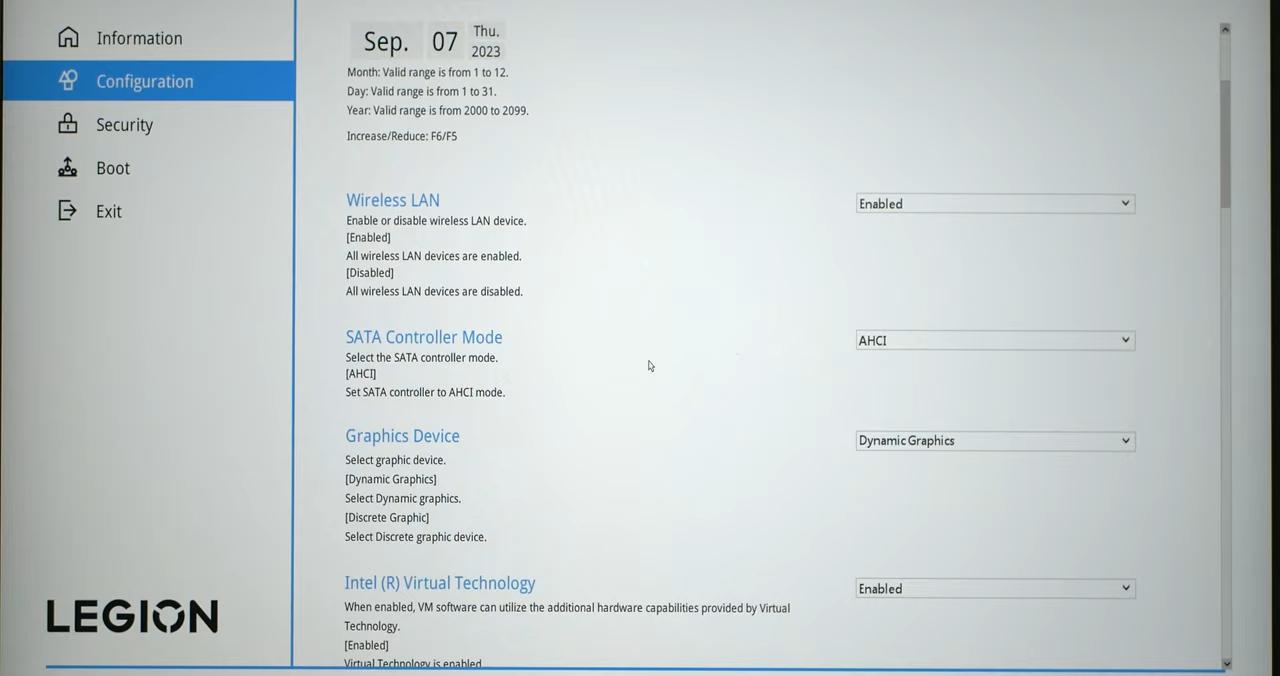 Information
Configuration
Security
Boot
Exit
LEGION
Sep. 07 Thu. 2023
Month: Valid range is from 1 to 12.
Day: Valid range is from 1 to 31.
Year: Valid range is from 2000 to 2099.
Increase/Reduce: F6/F5
Wireless LAN
Enabled
Enable or disable wireless LAN device.
[Enabled]
All wireless LAN devices are enabled.
[Disabled]
All wireless LAN devices are disabled.
SATA Controller Mode
AHCI
Select the SATA controller mode.
[AHCI]
Set SATA controller to AHCI mode.
Graphics Device
Dynamic Graphics
Select graphic device.
[Dynamic Graphics]
Select Dynamic graphics.
[Discrete Graphic]
Select Discrete graphic device.
Intel (R) Virtual Technology
Enabled
When enabled, VM software can utilize the additional hardware capabilities provided by Virtual
Technology.
[Enabled]
Virtual Technology is enabled